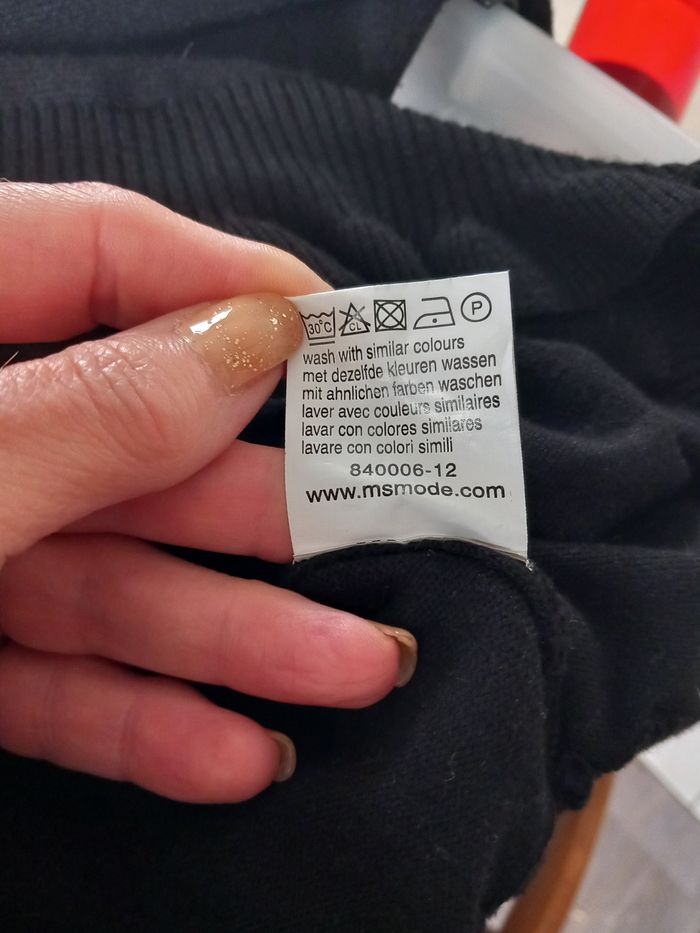 30°C CL P
wash with similar colours
met dezelfde kleuren wassen
mit ahnlichen farben waschen
laver avec couleurs similaires
lavar con colores similares
lavare con colori simili
840006-12
www.msmode.com